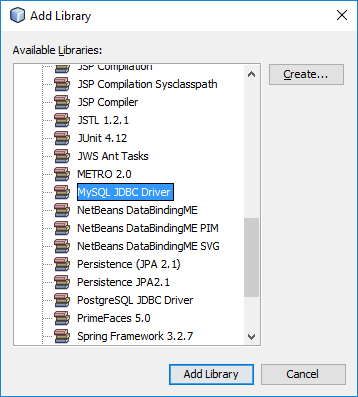 Add Library
Available Libraries:
JSP Compilation
Create...
JSP Compilation Sysclasspath
JSP Compiler
JSTL 1.2.1
JUnit 4.12
JWS Ant Tasks
METRO 2.0
MySQL JDBC Driver
NetBeans DataBindingME
NetBeans DataBindingME PIM
NetBeans DataBindingME SVG
Persistence (JPA 2.1)
Persistence JPA2.1
PostgreSQL JDBC Driver
PrimeFaces 5.0
Spring Framework 3.2.7
Add Library
Cancel